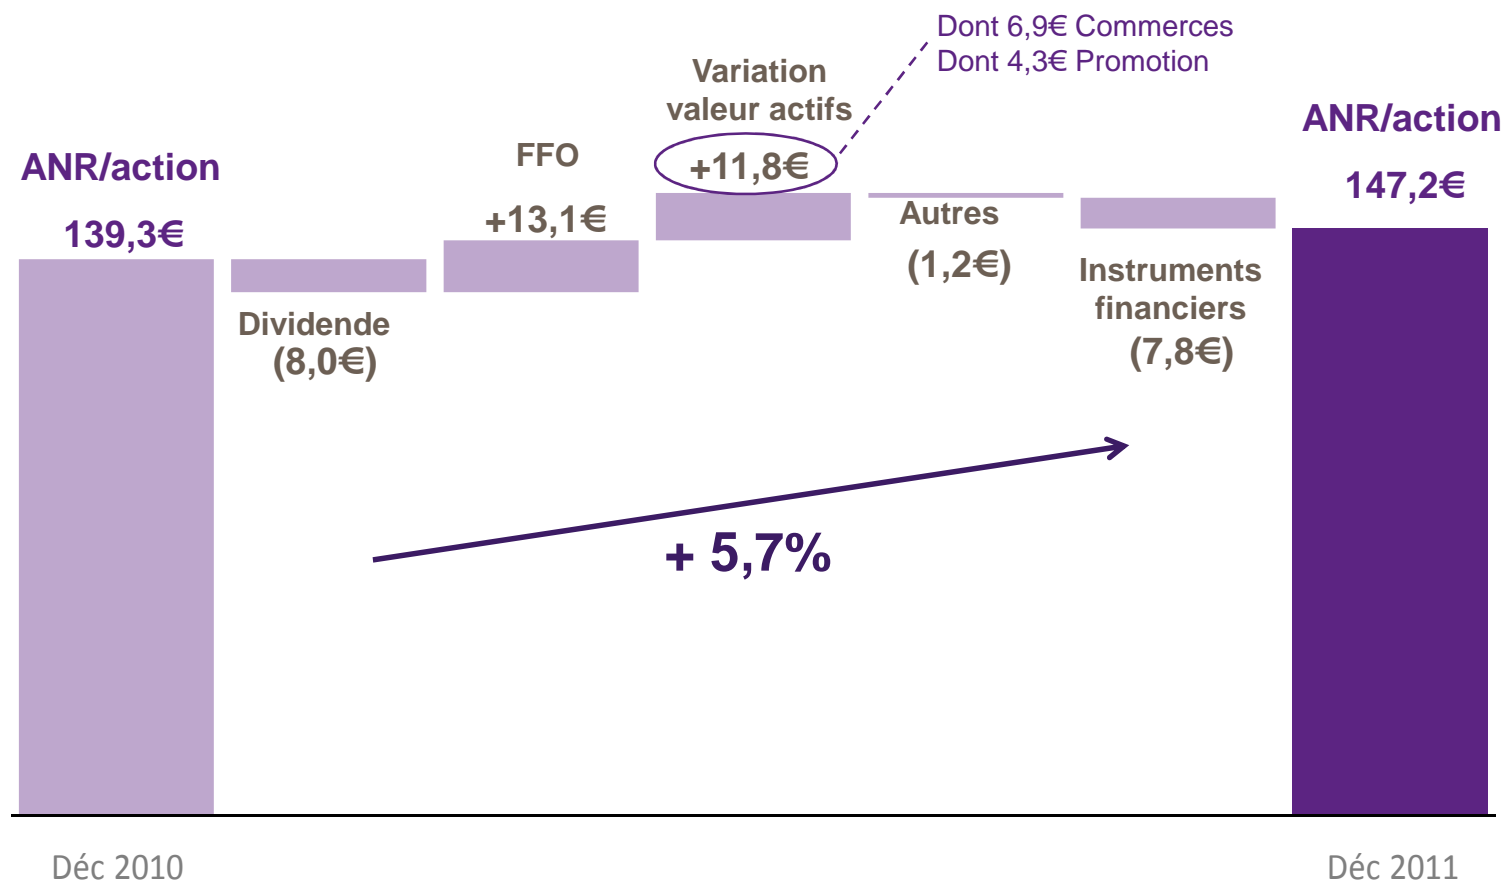 Dont 6,9€ Commerces
Dont 4,3€ Promotion
Variation
valeur actifs
+11,8€
ANR/action
147,2€
FFO
+13,1€
ANR/action
139,3€
Autres
(1,2€)
Instruments
financiers
(7,8€)
Dividende
(8,0€)
+ 5,7%
Déc 2010
Déc 2011